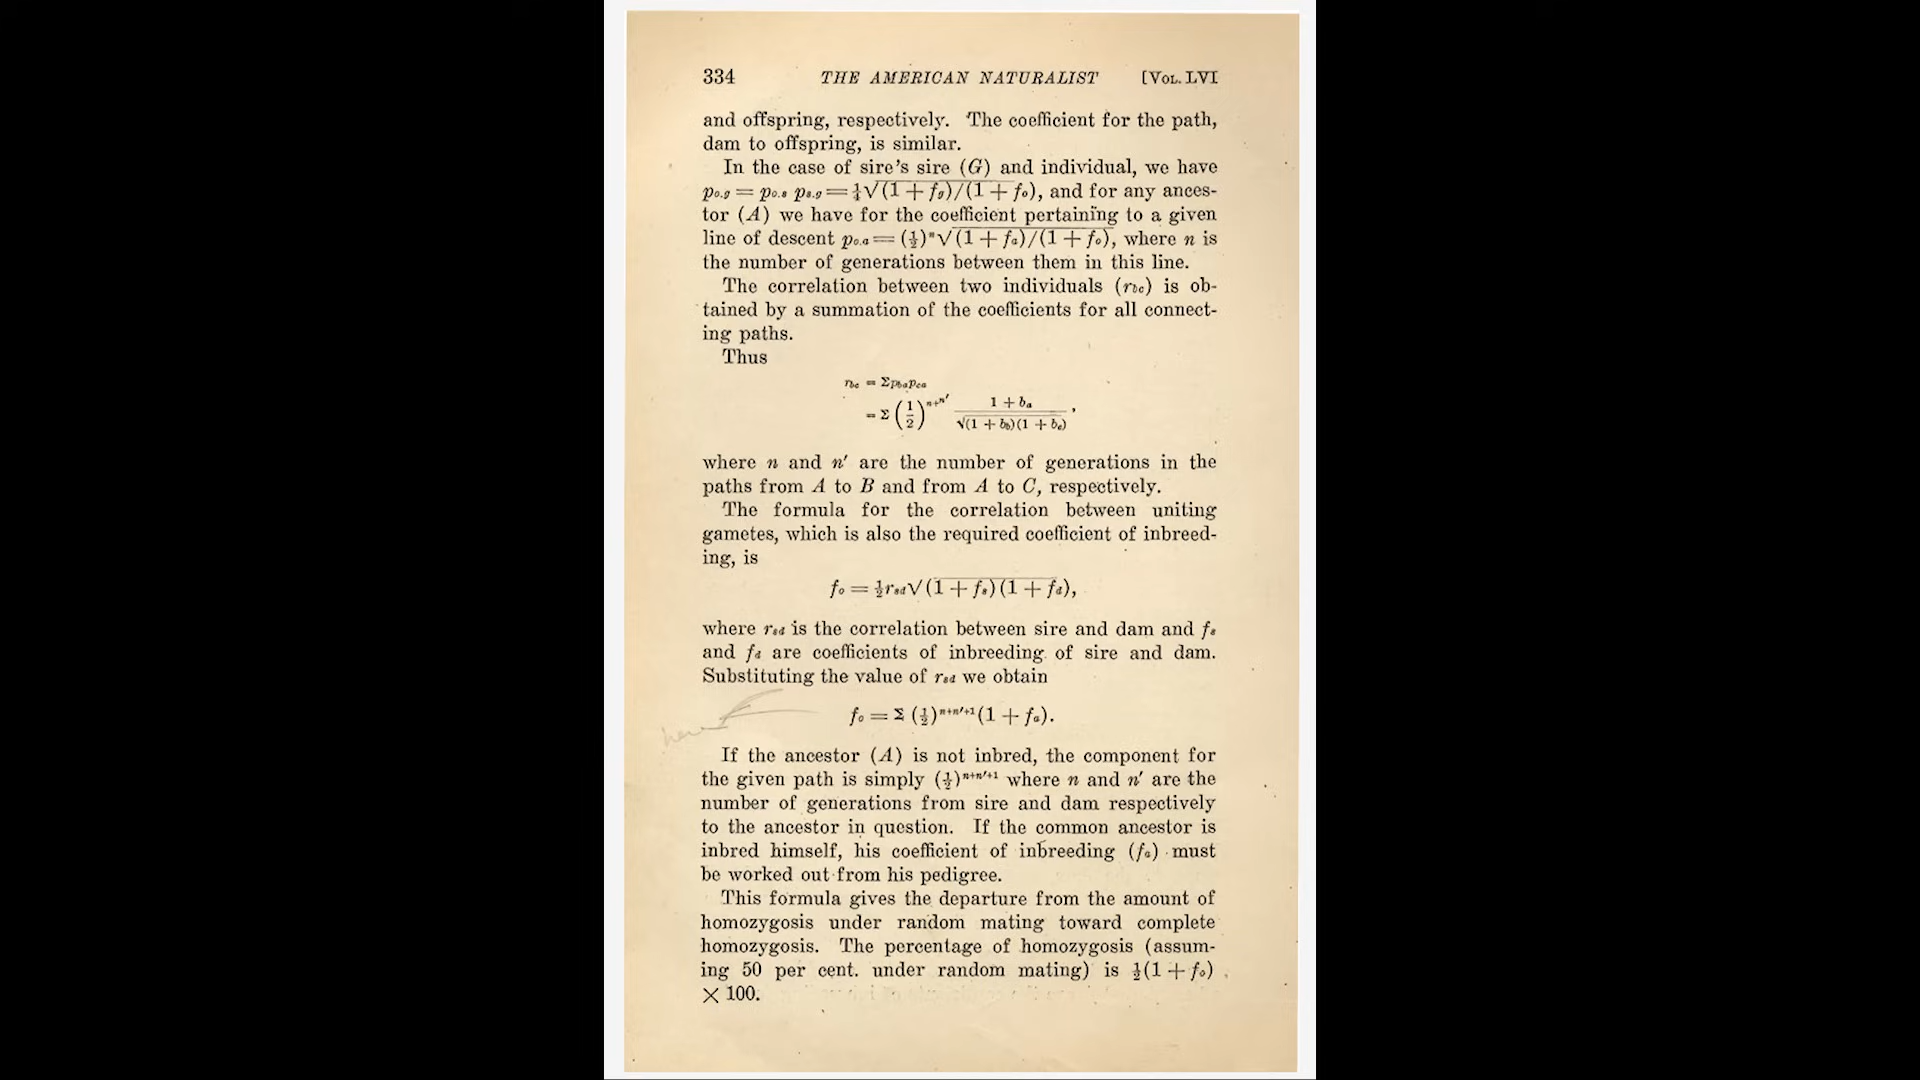 334 THE AMERICAN NATURALIST [VOL. LVI
and offspring, respectively. The coefficient for the path,
dam to offspring, is similar.
In the case of sire's sire (G) and individual, we have
pₒ.g = pₒ.s pₛ.g = ¼√(1 + fg)/(1 + fₒ), and for any ances-
tor (A) we have for the coefficient pertaining to a given
line of descent pₒ.ₐ = (½)ⁿ√(1 + fₐ)/(1 + fₒ), where n is
the number of generations between them in this line.
The correlation between two individuals (rbc) is ob-
tained by a summation of the coefficients for all connect-
ing paths.
Thus
rbc = Σpbapca
= Σ (1/2)ⁿ⁺ⁿ′ (1 + bₐ)/√(1 + bb)(1 + bc) ,
where n and n′ are the number of generations in the
paths from A to B and from A to C, respectively.
The formula for the correlation between uniting
gametes, which is also the required coefficient of inbreed-
ing, is
fₒ = ½rsd√(1 + fₛ)(1 + fd),
where rsd is the correlation between sire and dam and fₛ
and fd are coefficients of inbreeding of sire and dam.
Substituting the value of rsd we obtain
fₒ = Σ (½)ⁿ⁺ⁿ′⁺¹(1 + fₐ).
here
If the ancestor (A) is not inbred, the component for
the given path is simply (½)ⁿ⁺ⁿ′⁺¹ where n and n′ are the
number of generations from sire and dam respectively
to the ancestor in question. If the common ancestor is
inbred himself, his coefficient of inbreeding (fₐ) must
be worked out from his pedigree.
This formula gives the departure from the amount of
homozygosis under random mating toward complete
homozygosis. The percentage of homozygosis (assum-
ing 50 per cent. under random mating) is ½(1 + fₒ)
× 100.